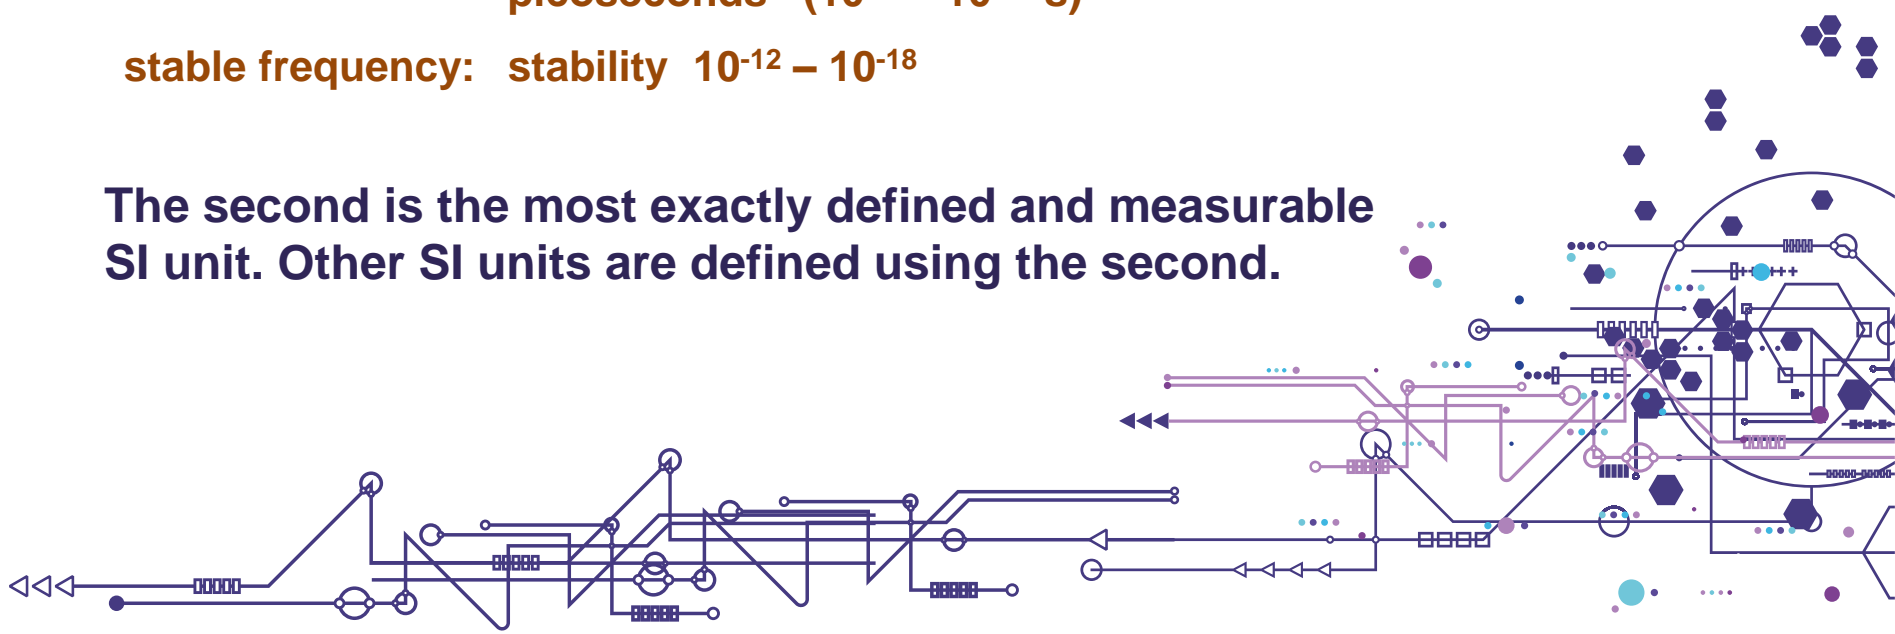 stable frequency: stability 10-12 – 10-18
The second is the most exactly defined and measurable
SI unit. Other SI units are defined using the second.